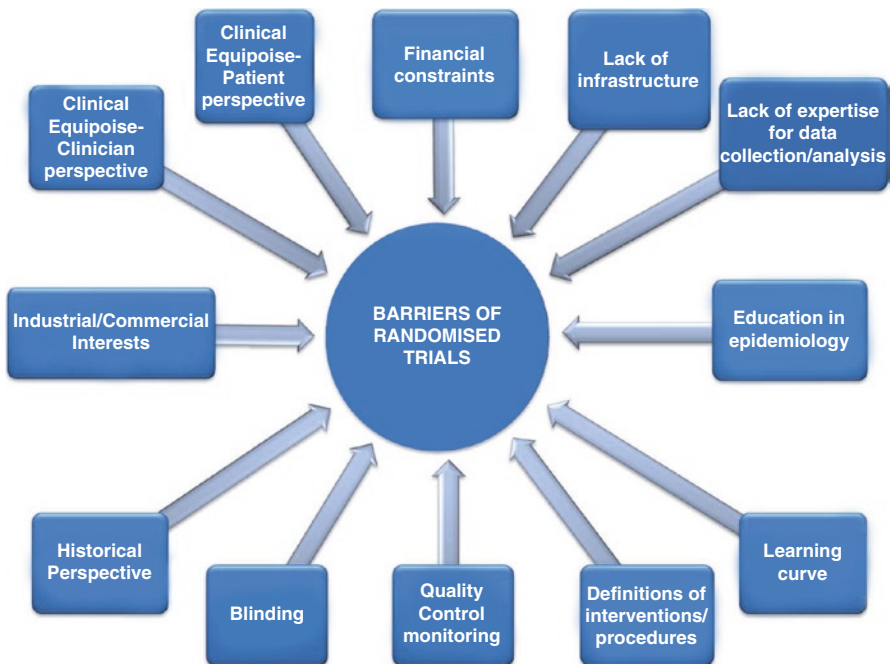 Clinical
Equipoise-
Patient
perspective
Financial
constraints
Lack of
infrastructure
Clinical
Equipoise-
Clinician
perspective
Lack of expertise
for data
collection/analysis
Industrial/Commercial
Interests
BARRIERS OF
RANDOMISED
TRIALS
Education in
epidemiology
Historical
Perspective
Blinding
Quality
Control
monitoring
Definitions of
interventions/
procedures
Learning
curve